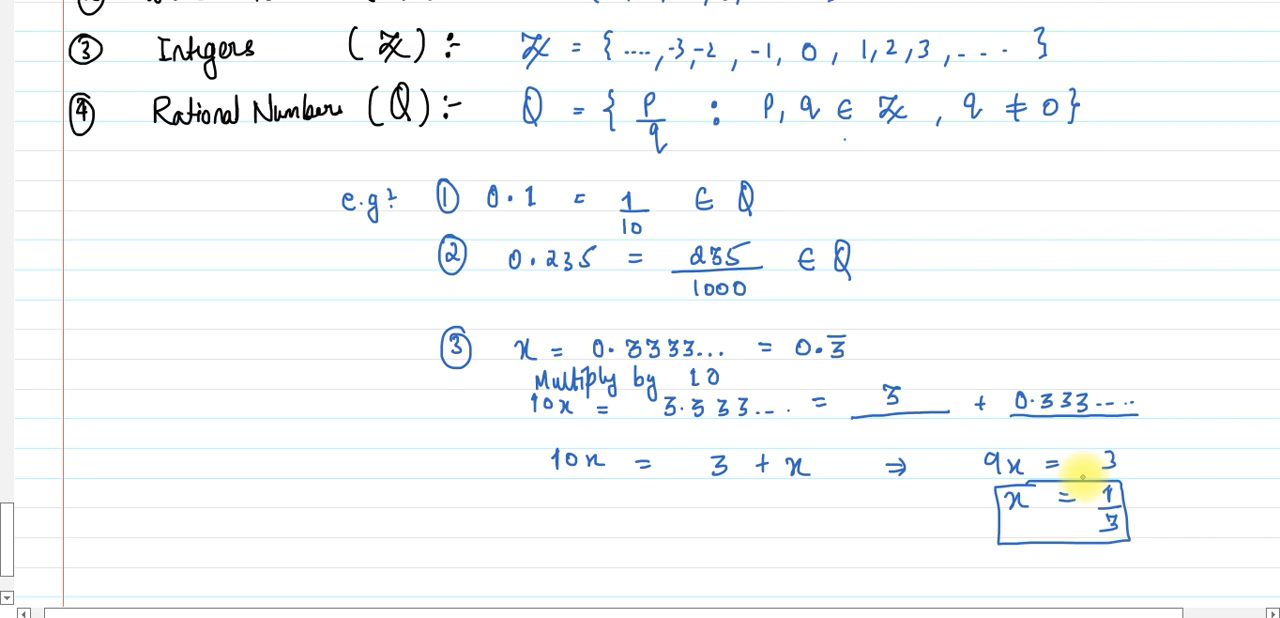 ③ Intigers (ℤ) :- ℤ = { ...., -3, -2, -1, 0, 1, 2, 3, .... }
④ Rational Numbers (Q) :- Q = { p/q : p, q ∈ ℤ, q ≠ 0 }
e.g: ① 0.1 = 1/10 ∈ Q
② 0.235 = 235/1000 ∈ Q
③ x = 0.3333... = 0.3̅
Multiply by 10
10x = 3.333.... = 3 + 0.333....
10x = 3 + x ⇒ 9x = 3
x = 1/3